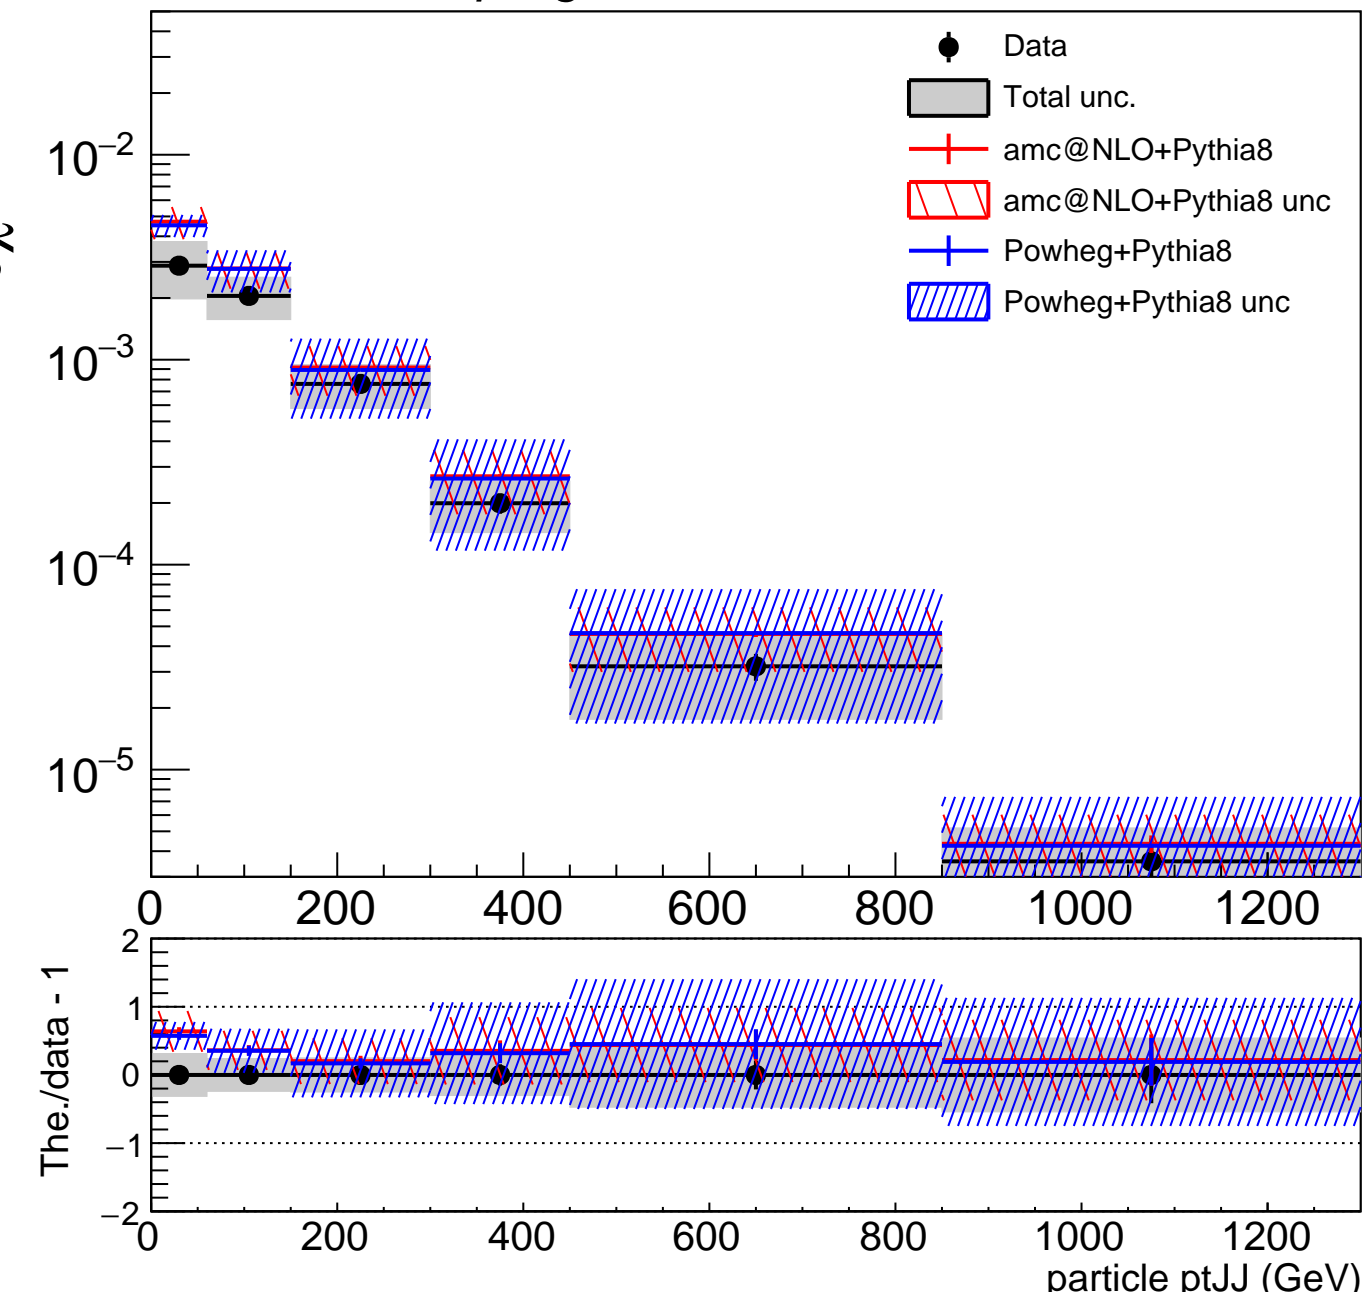 Data
Total unc.
amc@NLO+Pythia8
amc@NLO+Pythia8 unc
Powheg+Pythia8
Powheg+Pythia8 unc
10⁻²
10⁻³
10⁻⁴
10⁻⁵
0 200 400 600 800 1000 1200
The./data - 1
2
1
0
−1
−2
0 200 400 600 800 1000 1200
particle ptJJ (GeV)